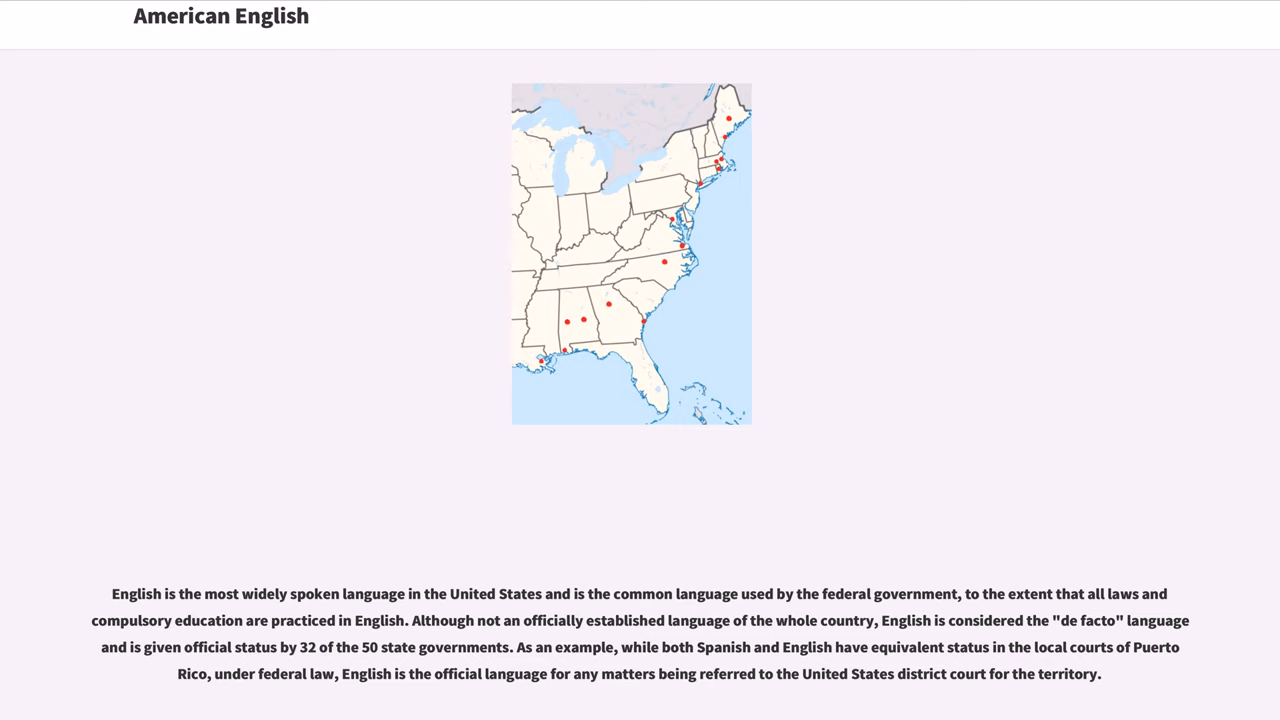 American English
English is the most widely spoken language in the United States and is the common language used by the federal government, to the extent that all laws and
compulsory education are practiced in English. Although not an officially established language of the whole country, English is considered the "de facto" language
and is given official status by 32 of the 50 state governments. As an example, while both Spanish and English have equivalent status in the local courts of Puerto
Rico, under federal law, English is the official language for any matters being referred to the United States district court for the territory.